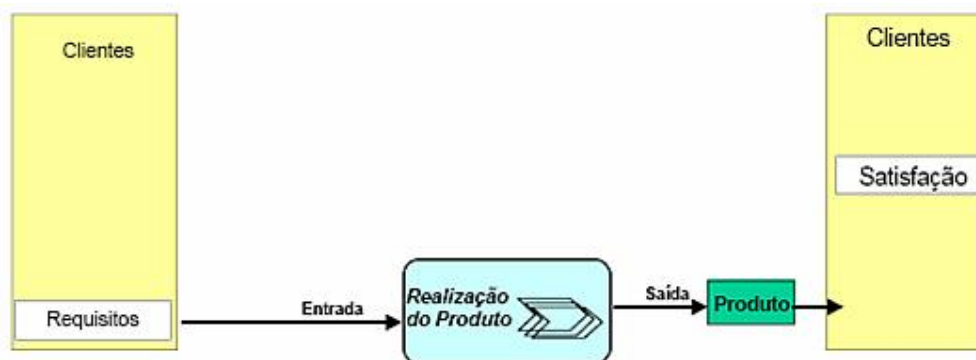 Clientes
Requisitos
Entrada
Realização
do Produto
Saída
Produto
Clientes
Satisfação